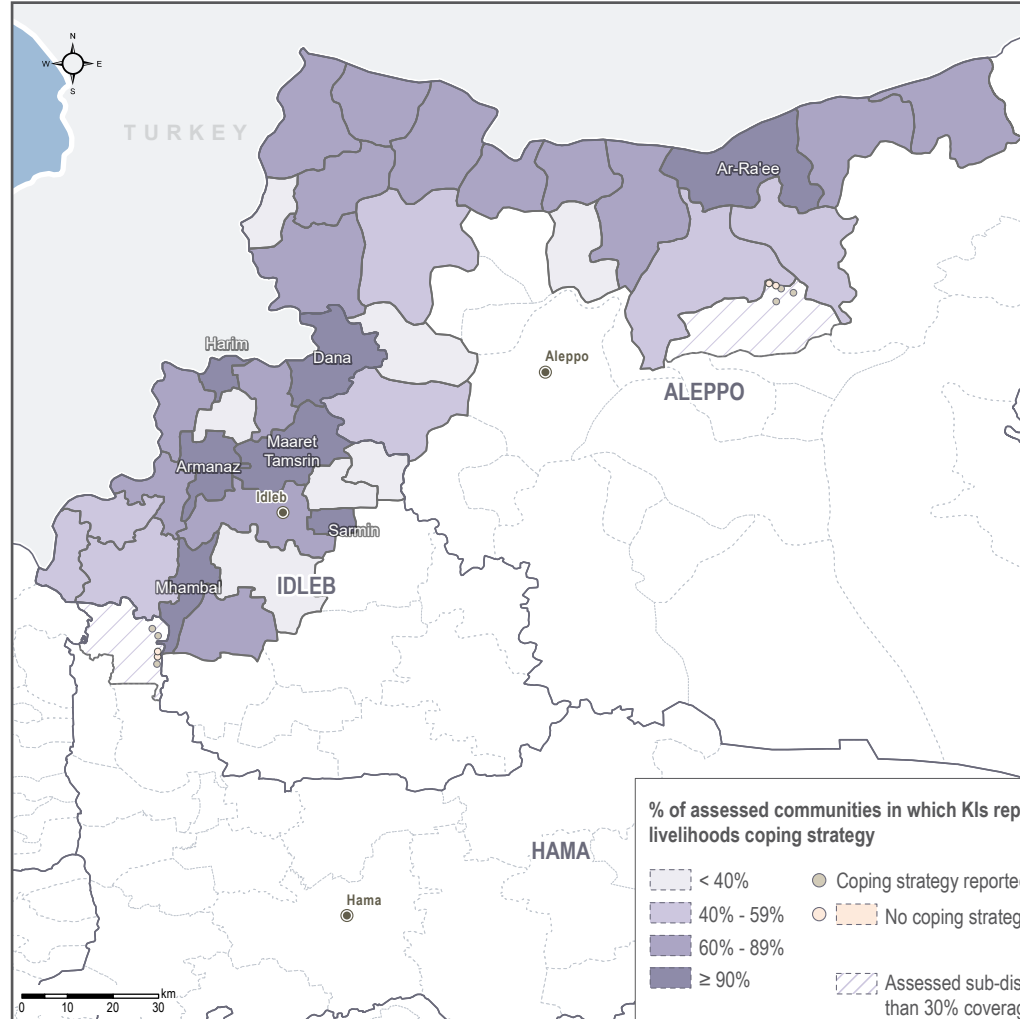 N
W E
S
TURKEY
Ar-Ra'ee
Harim
Dana
Aleppo
ALEPPO
Maaret
Tamsrin
Armanaz
Idleb
Sarmin
Mhambal
IDLEB
HAMA
Hama
% of assessed communities in which KIs rep
livelihoods coping strategy
< 40%
Coping strategy reporte
40% - 59%
No coping strateg
60% - 89%
≥ 90%
Assessed sub-dis
than 30% coverag
km
0 10 20 30